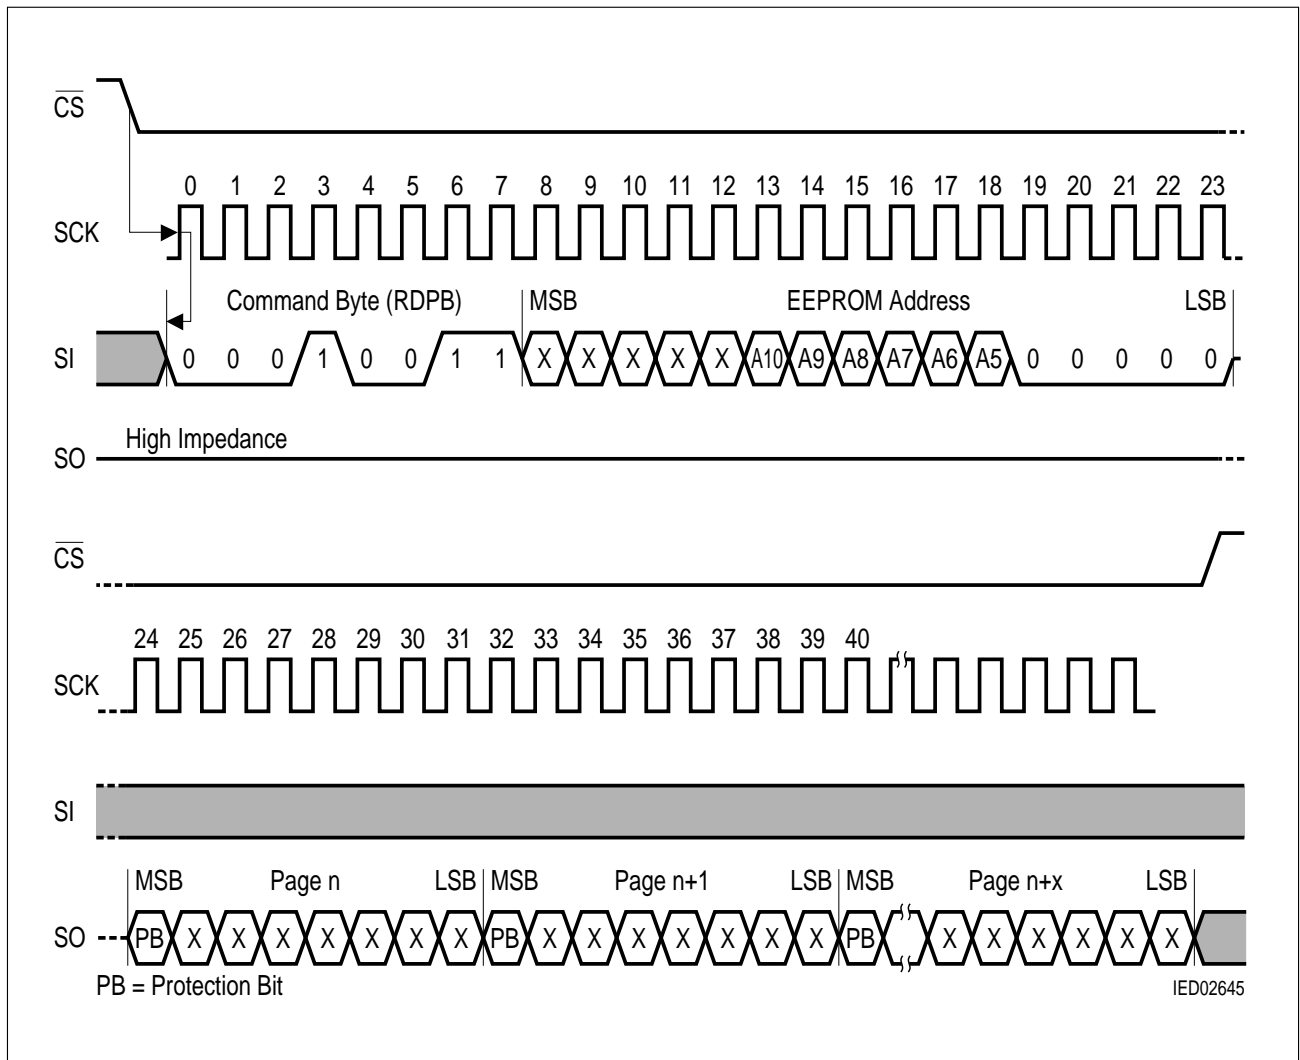 CS
0 1 2 3 4 5 6 7 8 9 10 11 12 13 14 15 16 17 18 19 20 21 22 23
SCK
Command Byte (RDPB) MSB EEPROM Address LSB
SI 0 0 0 1 0 0 1 1 X X X X X A10 A9 A8 A7 A6 A5 0 0 0 0 0
High Impedance
SO
CS
24 25 26 27 28 29 30 31 32 33 34 35 36 37 38 39 40
SCK
SI
MSB Page n LSB MSB Page n+1 LSB MSB Page n+x LSB
SO PB X X X X X X X PB X X X X X X X PB X X X X X X
PB = Protection Bit
IED02645